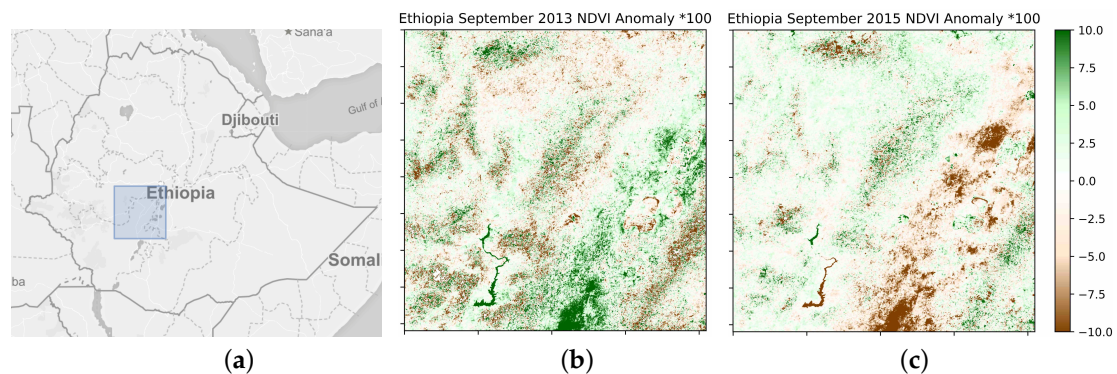 Ethiopia September 2013 NDVI Anomaly *100
Ethiopia September 2015 NDVI Anomaly *100
Sana'a
Gulf of
Djibouti
Ethiopia
Somal
ba
10.0
7.5
5.0
2.5
0.0
−2.5
−5.0
−7.5
−10.0
(a)
(b)
(c)